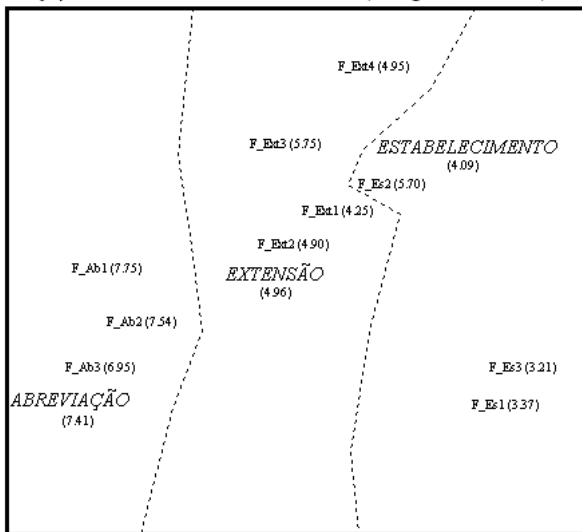 F_Ext4 (4.95)
F_Ext3 (5.75)
ESTABELECIMENTO
(4.09)
F_Es2 (5.70)
F_Ext1 (4.25)
F_Ext2 (4.90)
F_Ab1 (7.75)
EXTENSÃO
(4.96)
F_Ab2 (7.54)
F_Ab3 (6.95)
F_Es3 (3.21)
ABREVIAÇÃO
(7.41)
F_Es1 (3.37)